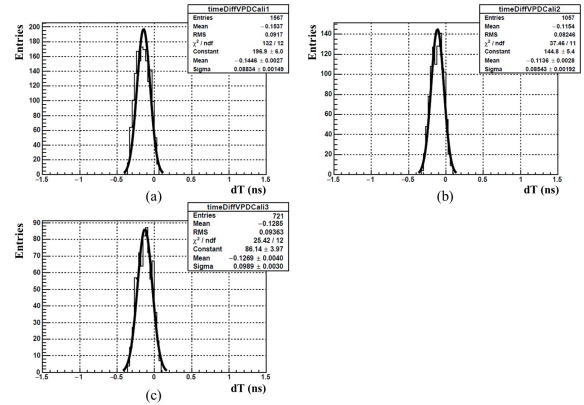 timeDiffVPDCali1
Entries 1567
Mean -0.1537
RMS 0.0917
χ² / ndf 132 / 12
Constant 196.9 ± 6.0
Mean -0.1446 ± 0.0027
Sigma 0.08834 ± 0.00149
Entries
200
180
160
140
120
100
80
60
40
20
0
-1.5 -1 -0.5 0 0.5 1 1.5
dT (ns)
(a)
timeDiffVPDCali2
Entries 1057
Mean -0.1154
RMS 0.08246
χ² / ndf 37.46 / 11
Constant 144.8 ± 5.4
Mean -0.1136 ± 0.0028
Sigma 0.08543 ± 0.00192
Entries
140
120
100
80
60
40
20
0
-1.5 -1 -0.5 0 0.5 1 1.5
dT (ns)
(b)
timeDiffVPDCali3
Entries 721
Mean -0.1285
RMS 0.09363
χ² / ndf 25.42 / 12
Constant 86.14 ± 3.97
Mean -0.1269 ± 0.0040
Sigma 0.0989 ± 0.0030
Entries
90
80
70
60
50
40
30
20
10
0
-1.5 -1 -0.5 0 0.5 1 1.5
dT (ns)
(c)